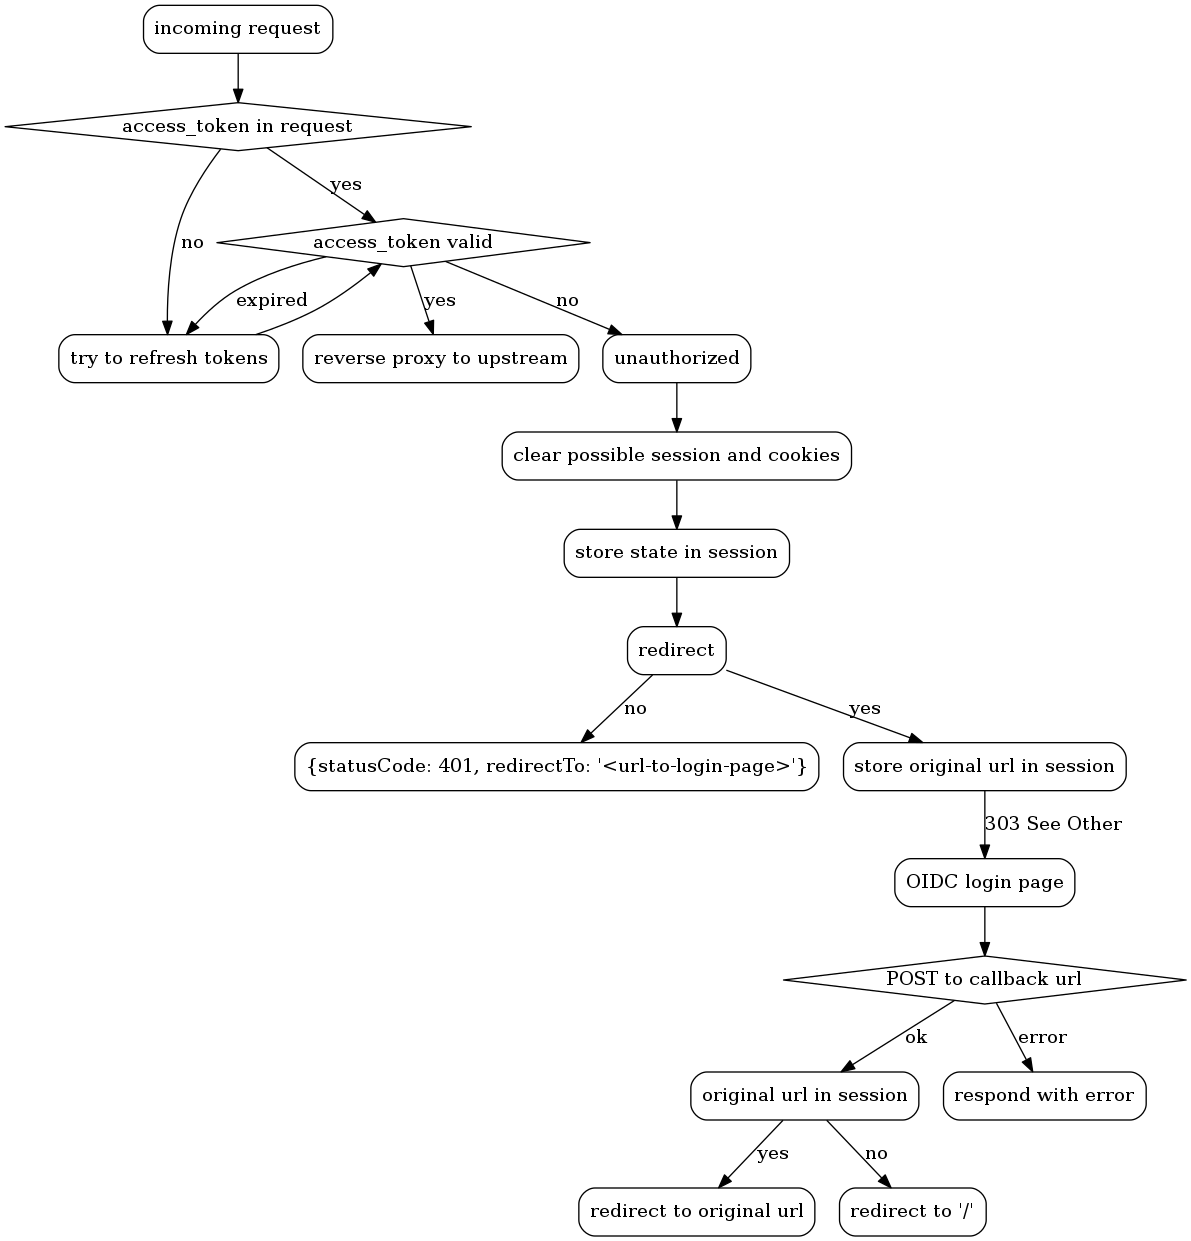 incoming request
access_token in request
yes
no
access_token valid
expired
yes
no
try to refresh tokens
reverse proxy to upstream
unauthorized
clear possible session and cookies
store state in session
redirect
no
yes
{statusCode: 401, redirectTo: '<url-to-login-page>'}
store original url in session
303 See Other
OIDC login page
POST to callback url
ok
error
original url in session
respond with error
yes
no
redirect to original url
redirect to '/'